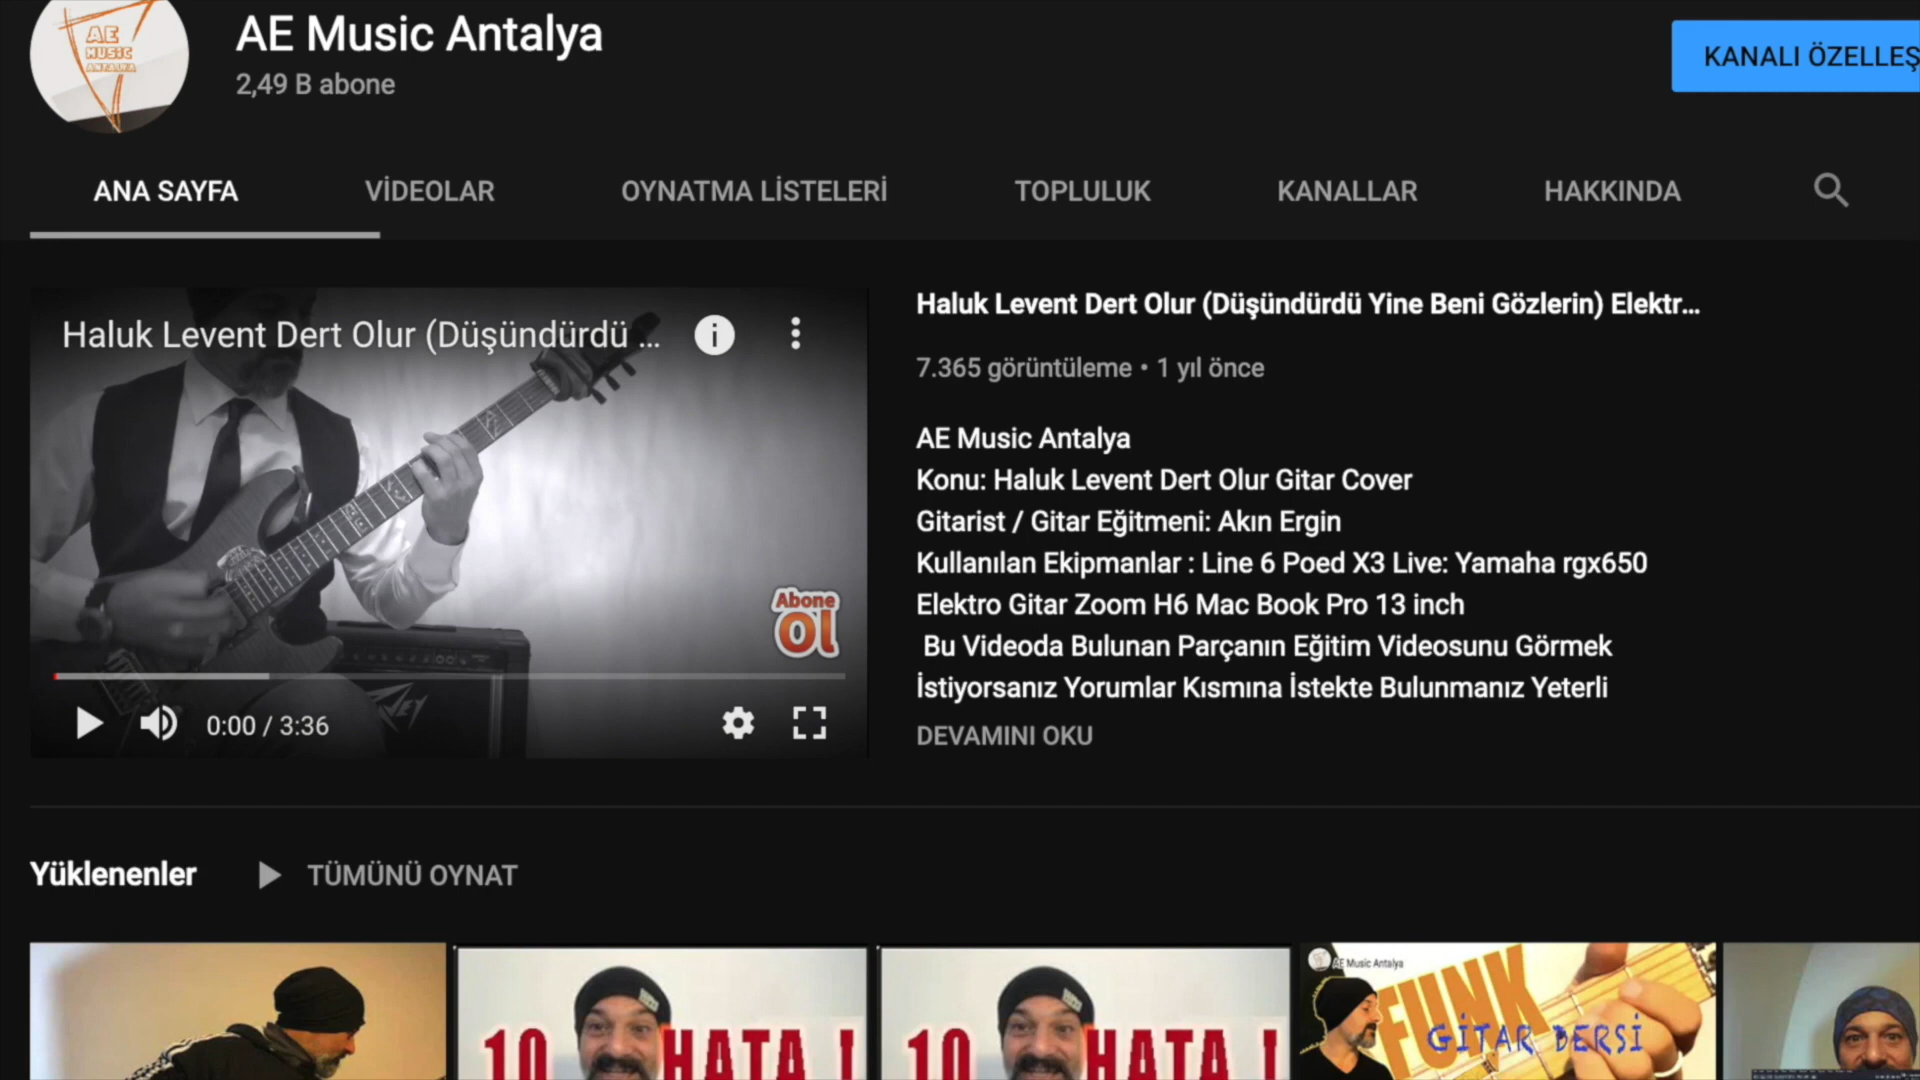 AE
MUSIC
ANTALYA
AE Music Antalya
2,49 B abone
KANALI ÖZELLEŞ
ANA SAYFA
VİDEOLAR
OYNATMA LİSTELERİ
TOPLULUK
KANALLAR
HAKKINDA
Haluk Levent Dert Olur (Düşündürdü ...
Abone
Ol
0:00 / 3:36
Haluk Levent Dert Olur (Düşündürdü Yine Beni Gözlerin) Elektr...
7.365 görüntüleme • 1 yıl önce
AE Music Antalya
Konu: Haluk Levent Dert Olur Gitar Cover
Gitarist / Gitar Eğitmeni: Akın Ergin
Kullanılan Ekipmanlar : Line 6 Poed X3 Live: Yamaha rgx650
Elektro Gitar Zoom H6 Mac Book Pro 13 inch
Bu Videoda Bulunan Parçanın Eğitim Videosunu Görmek
İstiyorsanız Yorumlar Kısmına İstekte Bulunmanız Yeterli
DEVAMINI OKU
Yüklenenler
TÜMÜNÜ OYNAT
10 HATA !
10 HATA !
AE Music Antalya
FUNK
GİTAR DERSİ